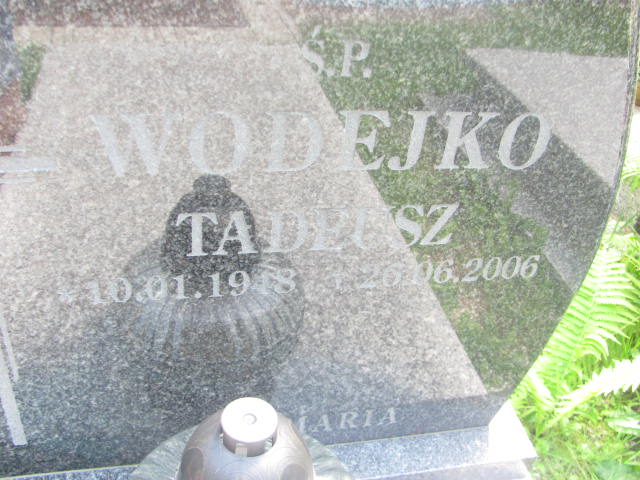 Ś.P.
WODEJKO
TADEUSZ
* 10.01.1948 † 26.06.2006
MARIA